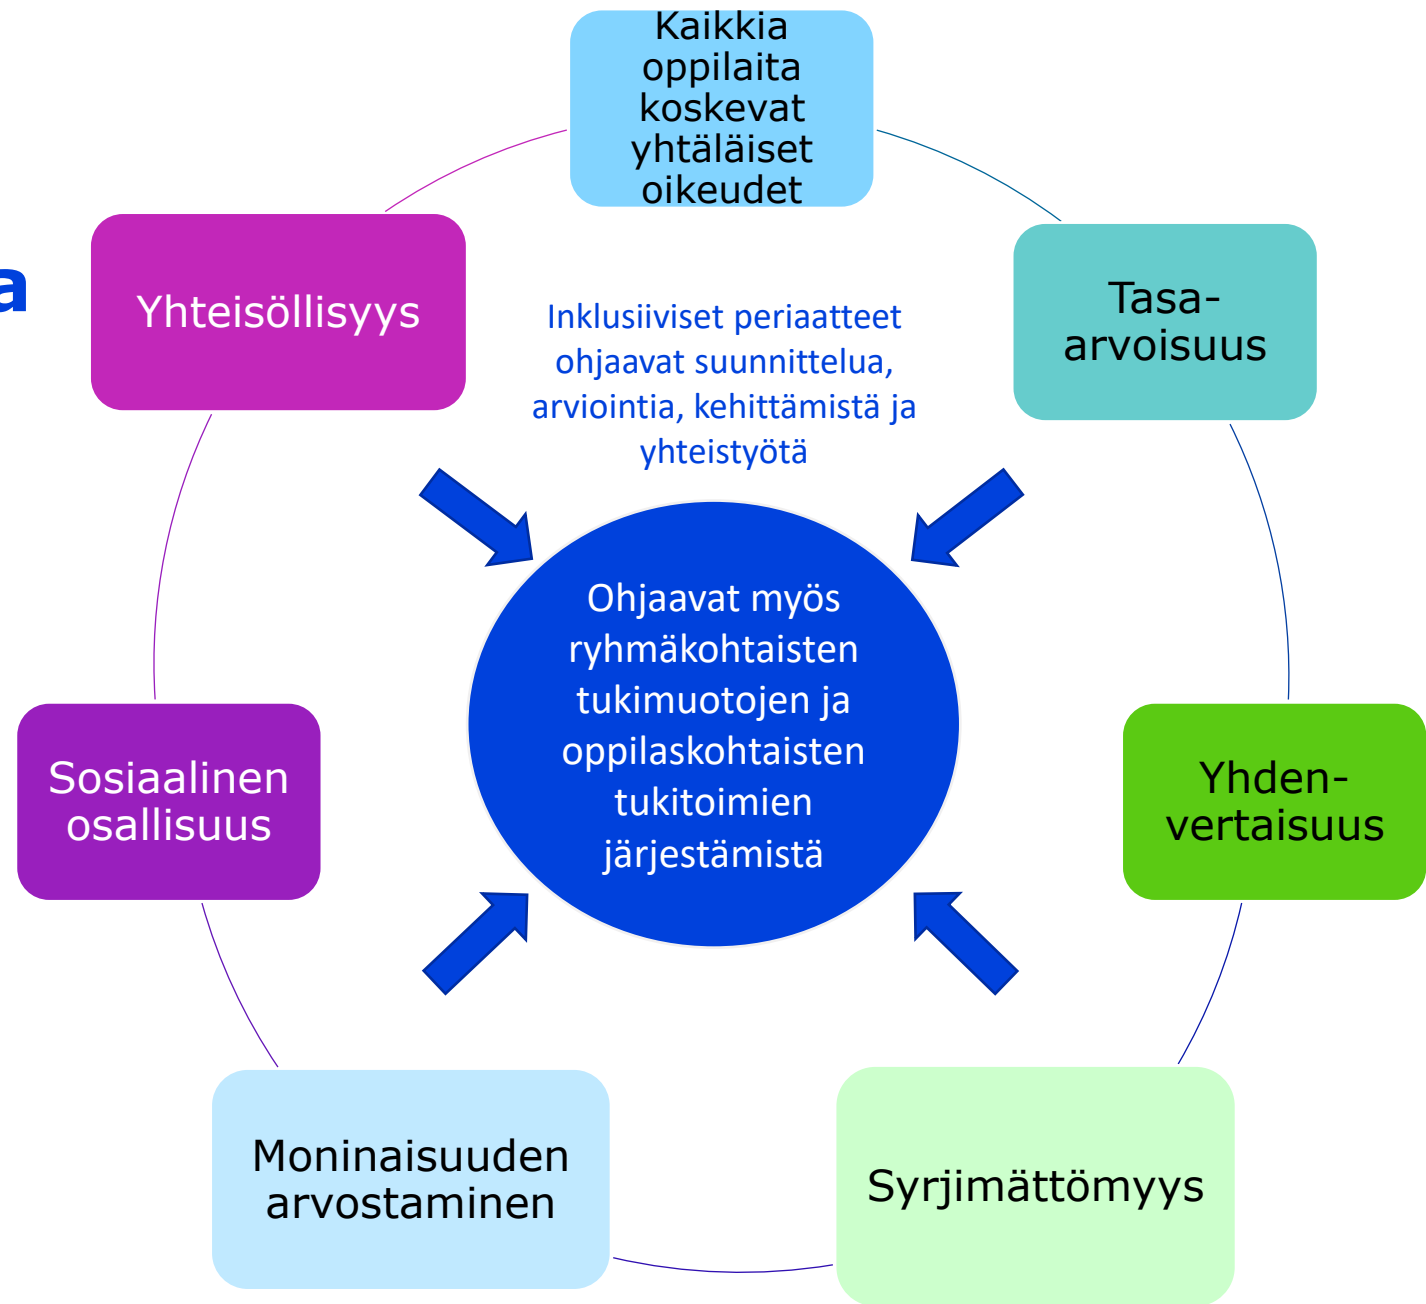 Kaikkia
oppilaita
koskevat
yhtäläiset
oikeudet
a
Yhteisöllisyys
Tasa-
arvoisuus
Inklusiiviset periaatteet
ohjaavat suunnittelua,
arviointia, kehittämistä ja
yhteistyötä
Ohjaavat myös
ryhmäkohtaisten
tukimuotojen ja
oppilaskohtaisten
tukitoimien
järjestämistä
Sosiaalinen
osallisuus
Yhden-
vertaisuus
Moninaisuuden
arvostaminen
Syrjimättömyys